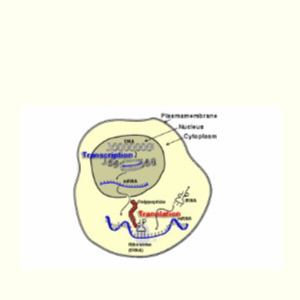 Plasmamembrane
Nucleus
Cytoplasm
DNA
Transcription
mRNA
Polypeptide
Translation
tRNA
mRNA
Ribosome
(rRNA)